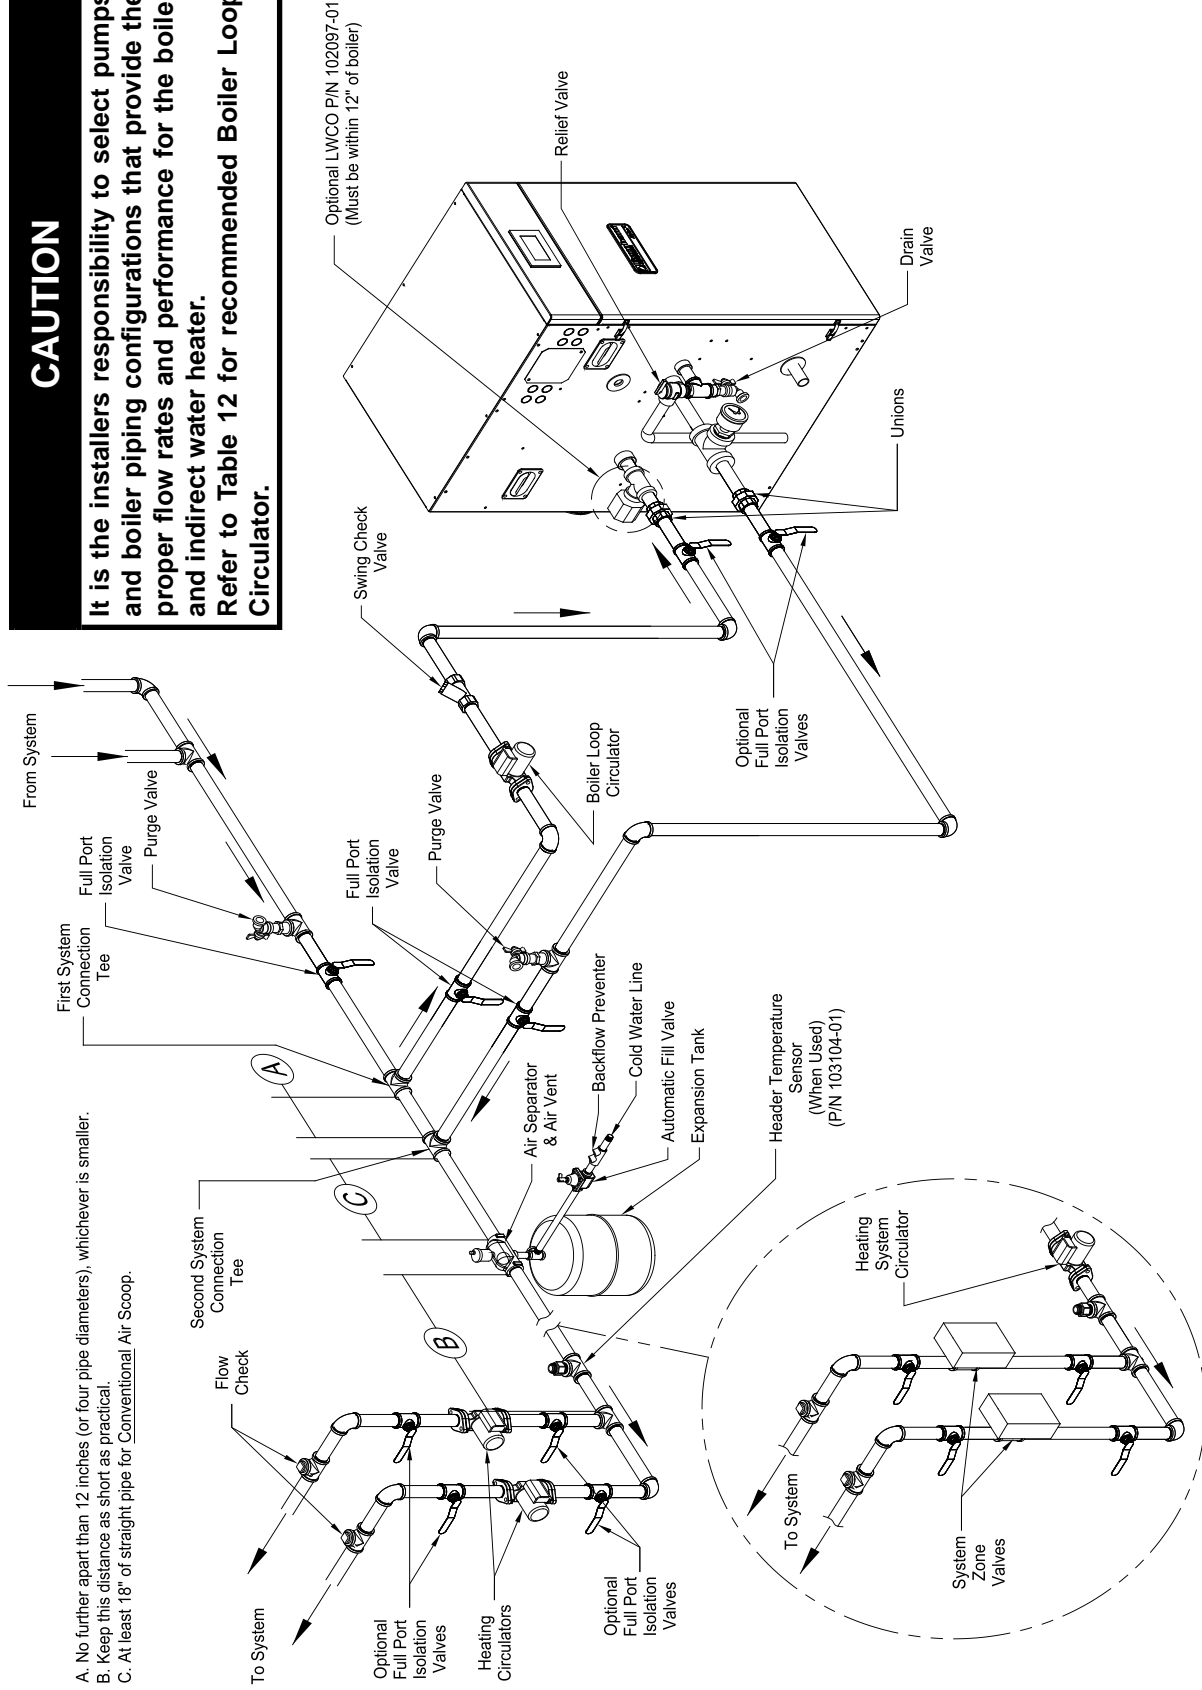 CAUTION
It is the installers responsibility to select pumps
and boiler piping configurations that provide the
proper flow rates and performance for the boile
and indirect water heater.
Refer to Table 12 for recommended Boiler Loop
Circulator.
A. No further apart than 12 inches (or four pipe diameters), whichever is smaller.
B. Keep this distance as short as practical.
C. At least 18" of straight pipe for Conventional Air Scoop.
From System
Purge Valve
Full Port
Isolation
Valve
First System
Connection
Tee
A
C
B
Second System
Connection
Tee
Flow
Check
To System
Optional
Full Port
Isolation
Valves
Heating
Circulators
Optional
Full Port
Isolation
Valves
Full Port
Isolation
Valve
Purge Valve
Swing Check
Valve
Boiler Loop
Circulator
Optional LWCO P/N 102097-01
(Must be within 12" of boiler)
Relief Valve
Drain
Valve
Unions
Optional
Full Port
Isolation
Valves
Air Separator
& Air Vent
Backflow Preventer
Cold Water Line
Automatic Fill Valve
Expansion Tank
Header Temperature
Sensor
(When Used)
(P/N 103104-01)
Heating
System
Circulator
To System
System
Zone
Valves